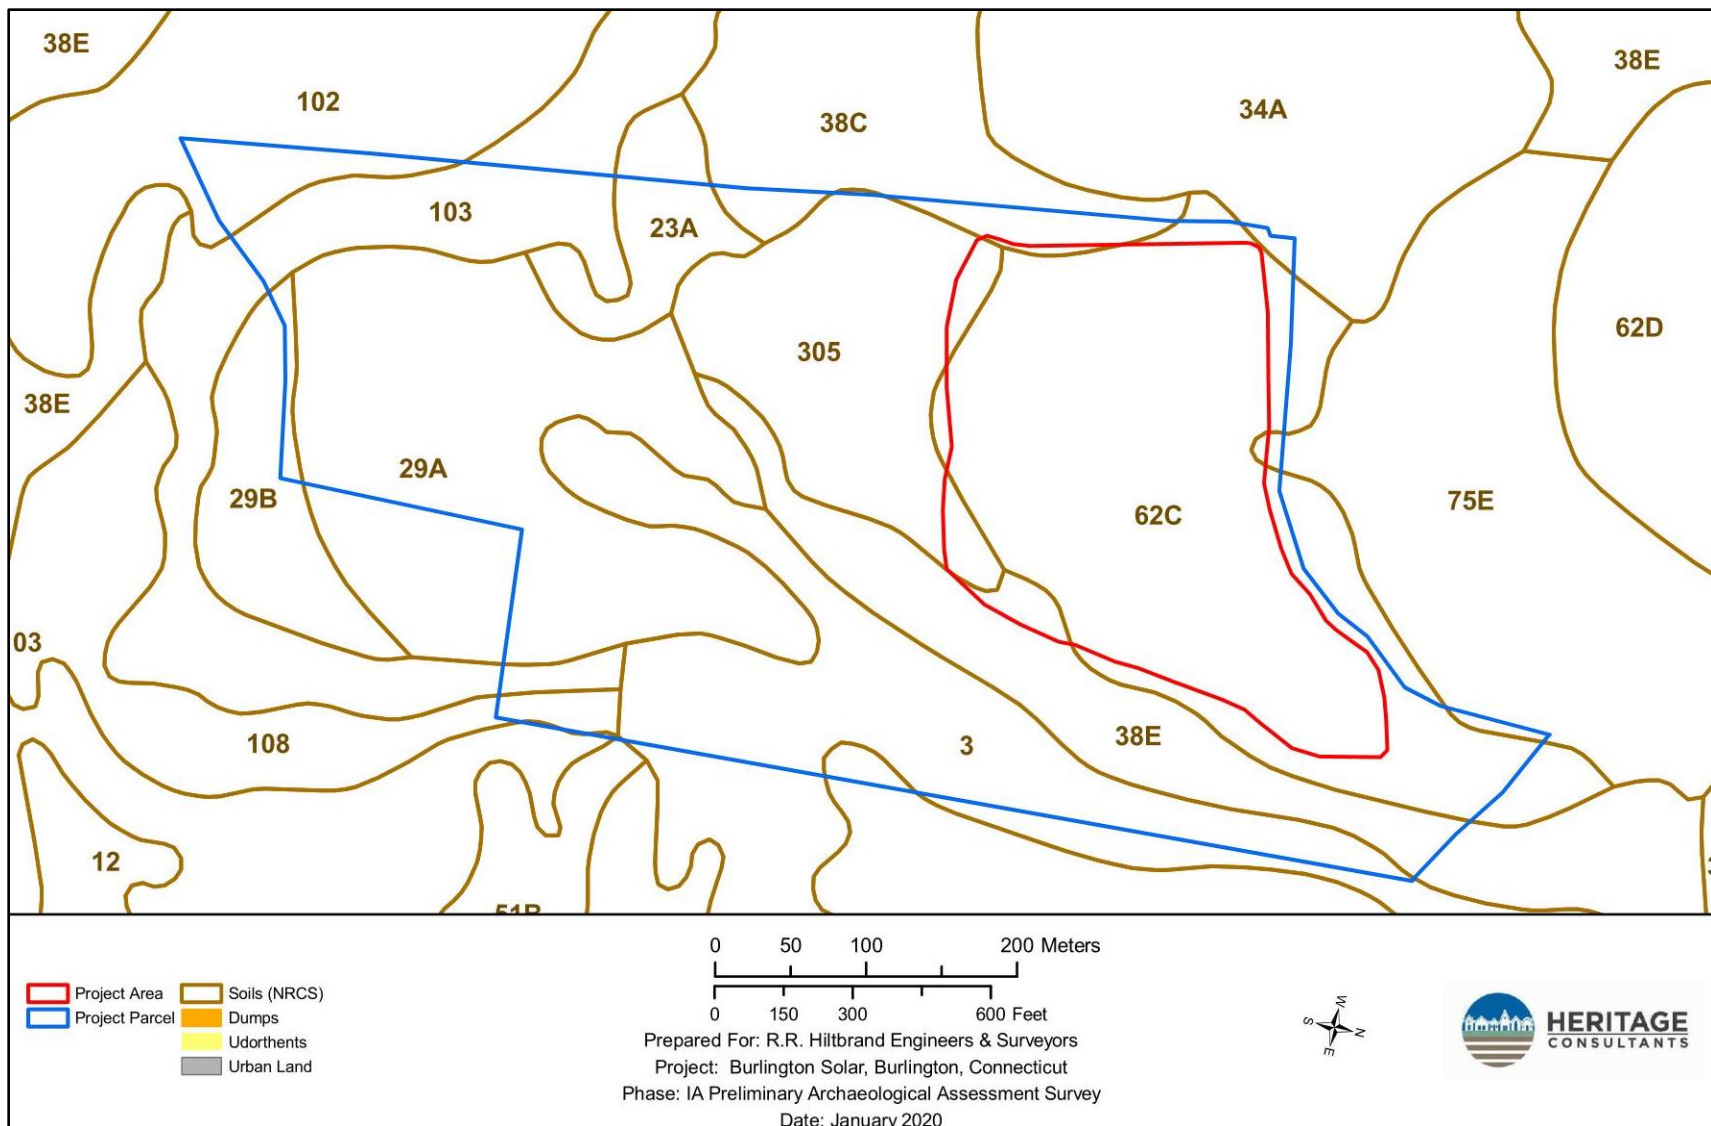 38E
102
38E
38C
34A
103
23A
305
62D
38E
29A
29B
62C
75E
03
108
3
38E
12
51B
0 50 100 200 Meters
0 150 300 600 Feet
Project Area
Project Parcel
Soils (NRCS)
Dumps
Udorthents
Urban Land
Prepared For: R.R. Hiltbrand Engineers & Surveyors
Project: Burlington Solar, Burlington, Connecticut
Phase: IA Preliminary Archaeological Assessment Survey
Date: January 2020
W
S
N
E
HERITAGE
CONSULTANTS